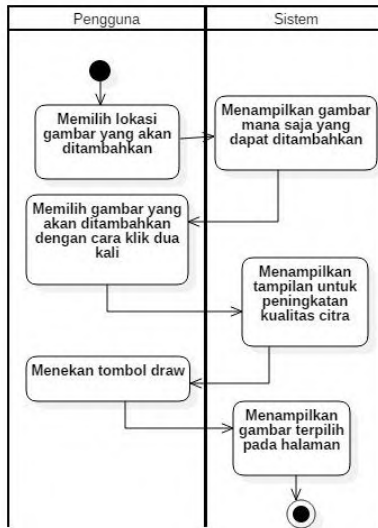 Pengguna
Sistem
Memilih lokasi
gambar yang akan
ditambahkan
Menampilkan gambar
mana saja yang
dapat ditambahkan
Memilih gambar yang
akan ditambahkan
dengan cara klik dua
kali
Menampilkan
tampilan untuk
peningkatan
kualitas citra
Menekan tombol draw
Menampilkan
gambar terpilih
pada halaman